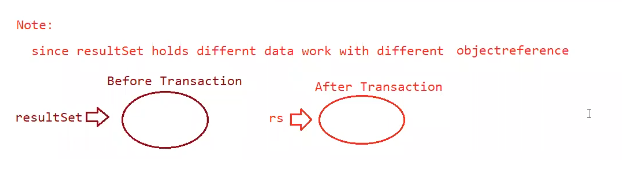 Note:
since resultSet holds differnt data work with different objectreference
Before Transaction
After Transaction
resultSet
rs